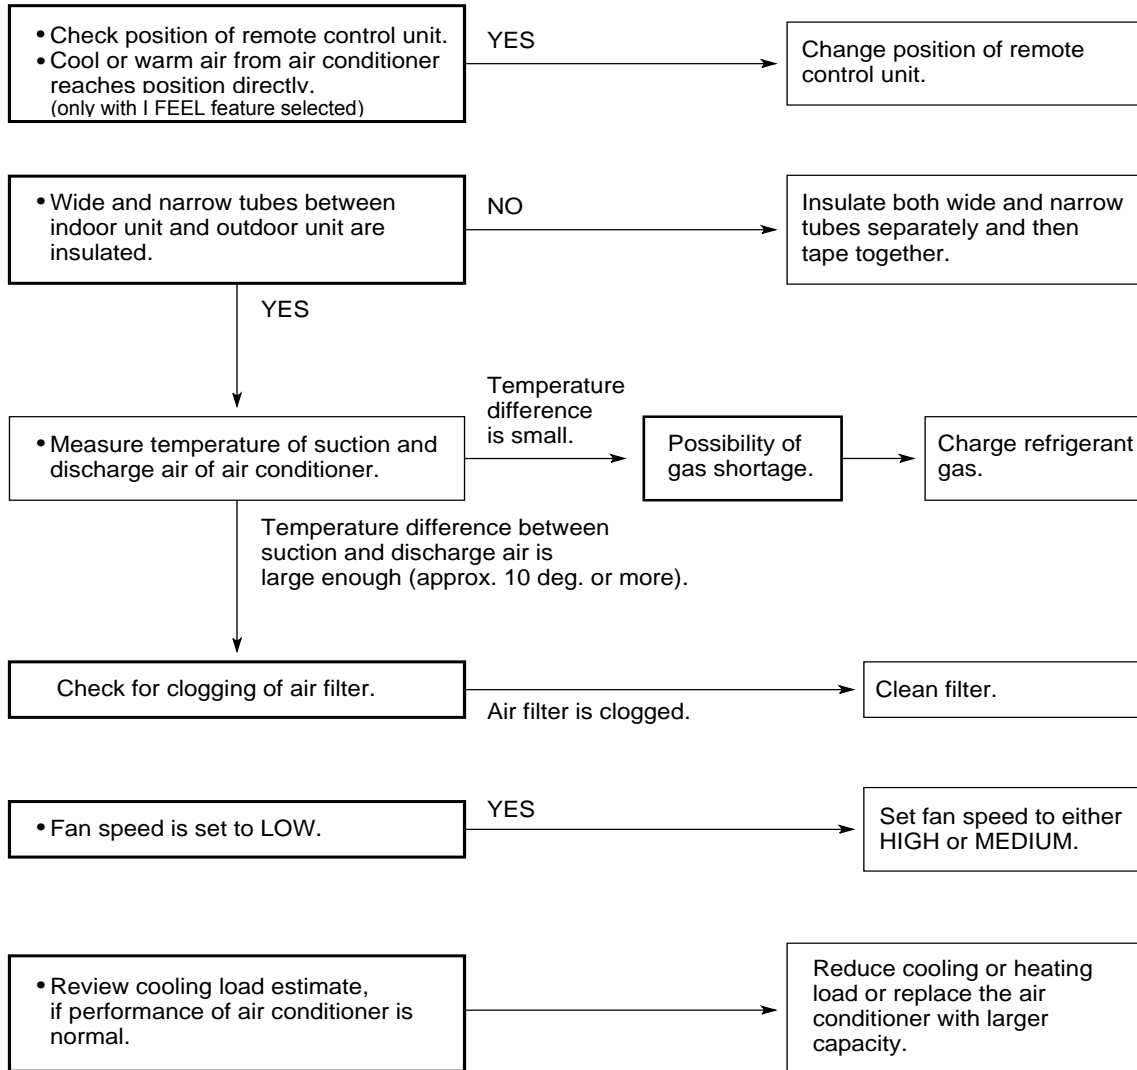 • Check position of remote control unit.
• Cool or warm air from air conditioner
reaches position directly.
(only with I FEEL feature selected)
YES
Change position of remote
control unit.
• Wide and narrow tubes between
indoor unit and outdoor unit are
insulated.
NO
Insulate both wide and narrow
tubes separately and then
tape together.
YES
• Measure temperature of suction and
discharge air of air conditioner.
Temperature
difference
is small.
Possibility of
gas shortage.
Charge refrigerant
gas.
Temperature difference between
suction and discharge air is
large enough (approx. 10 deg. or more).
Check for clogging of air filter.
Air filter is clogged.
Clean filter.
• Fan speed is set to LOW.
YES
Set fan speed to either
HIGH or MEDIUM.
• Review cooling load estimate,
if performance of air conditioner is
normal.
Reduce cooling or heating
load or replace the air
conditioner with larger
capacity.